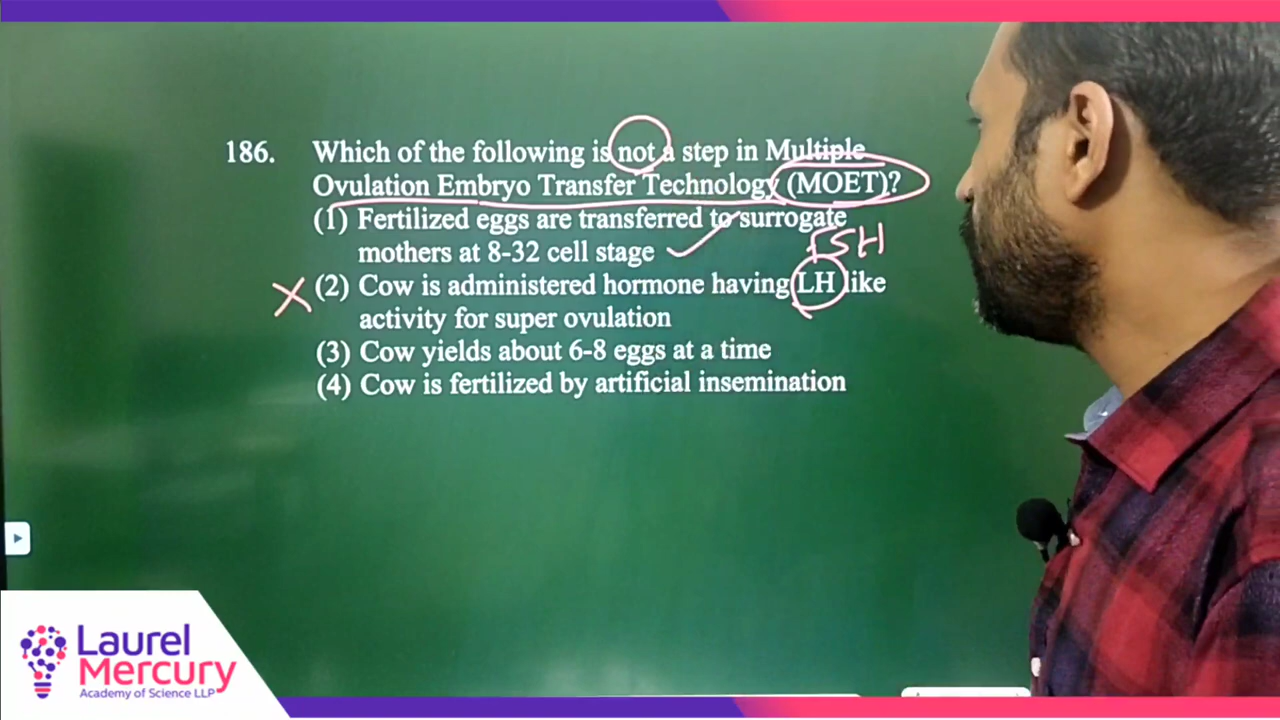 186. Which of the following is not a step in Multiple
Ovulation Embryo Transfer Technology (MOET)?
(1) Fertilized eggs are transferred to surrogate
mothers at 8-32 cell stage
FSH
(2) Cow is administered hormone having LH like
activity for super ovulation
(3) Cow yields about 6-8 eggs at a time
(4) Cow is fertilized by artificial insemination
Laurel
Mercury
Academy of Science LLP